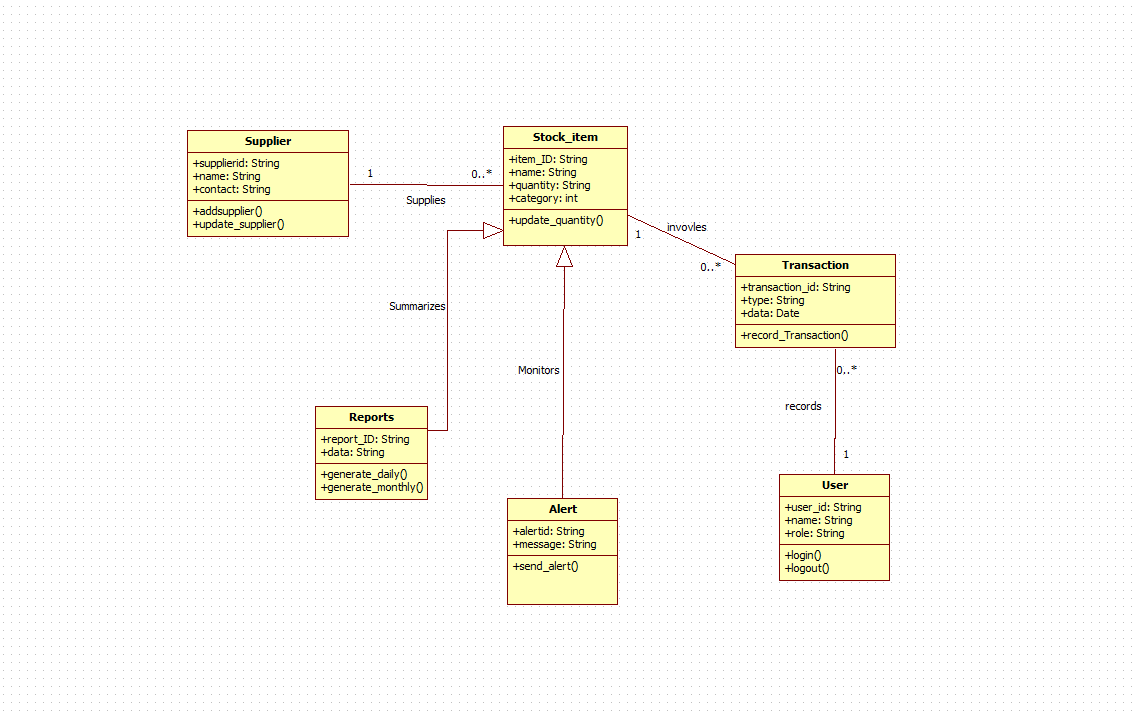 Supplier
+supplierid: String
+name: String
+contact: String
+addsupplier()
+update_supplier()
1
0..*
Supplies
Stock_item
+item_ID: String
+name: String
+quantity: String
+category: int
+update_quantity()
1
invovles
0..*
Transaction
+transaction_id: String
+type: String
+data: Date
+record_Transaction()
Summarizes
Monitors
0..*
records
1
Reports
+report_ID: String
+data: String
+generate_daily()
+generate_monthly()
Alert
+alertid: String
+message: String
+send_alert()
User
+user_id: String
+name: String
+role: String
+login()
+logout()